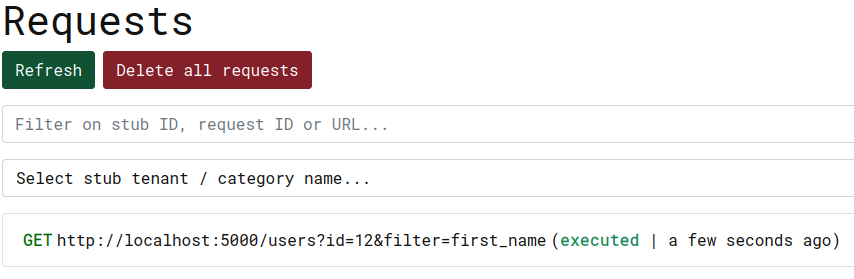 Requests
Refresh Delete all requests
Filter on stub ID, request ID or URL...
Select stub tenant / category name...
GET http://localhost:5000/users?id=12&filter=first_name (executed | a few seconds ago)